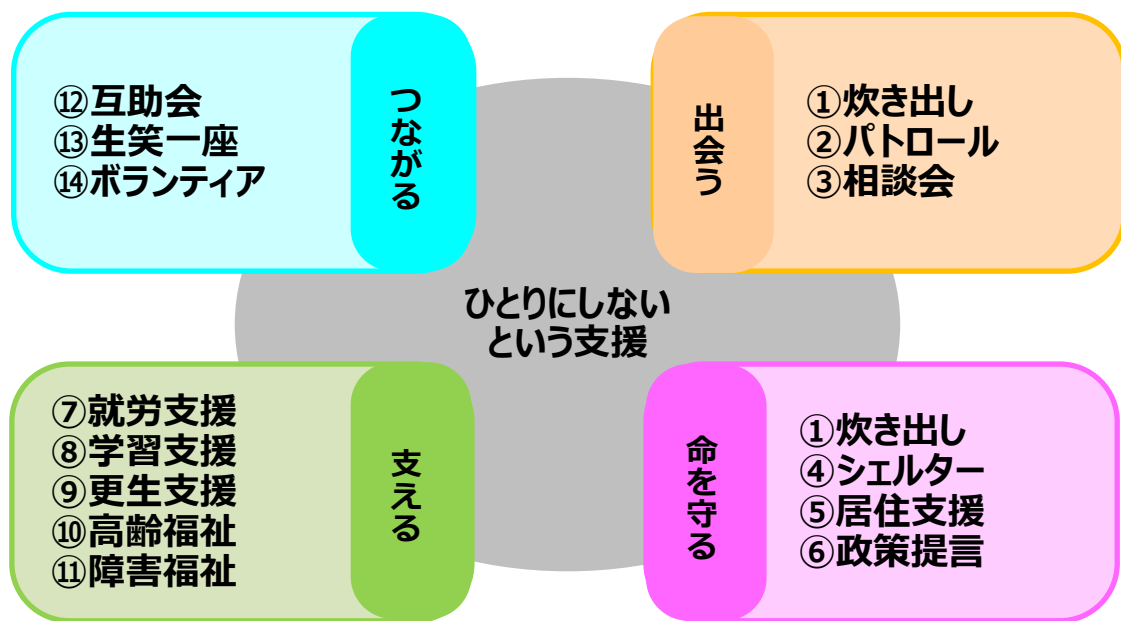 つながる
⑫互助会
⑬生笑一座
⑭ボランティア
出会う
①炊き出し
②パトロール
③相談会
ひとりにしない
という支援
支える
⑦就労支援
⑧学習支援
⑨更生支援
⑩高齢福祉
⑪障害福祉
命を守る
①炊き出し
④シェルター
⑤居住支援
⑥政策提言